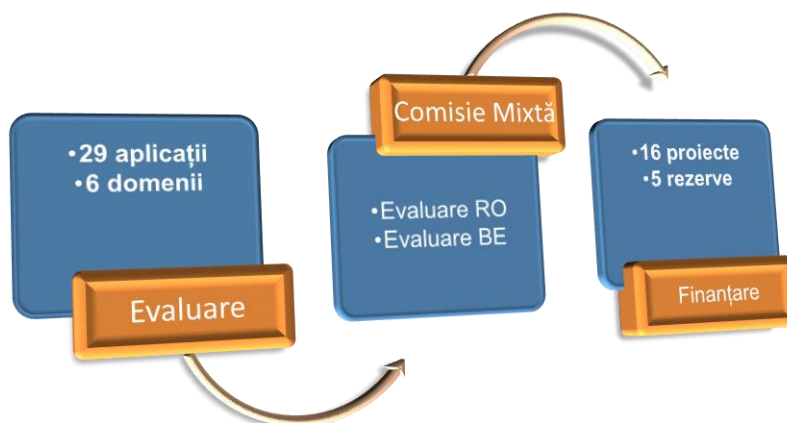 •29 aplicații
•6 domenii
Evaluare
Comisie Mixtă
•Evaluare RO
•Evaluare BE
•16 proiecte
•5 rezerve
Finanțare